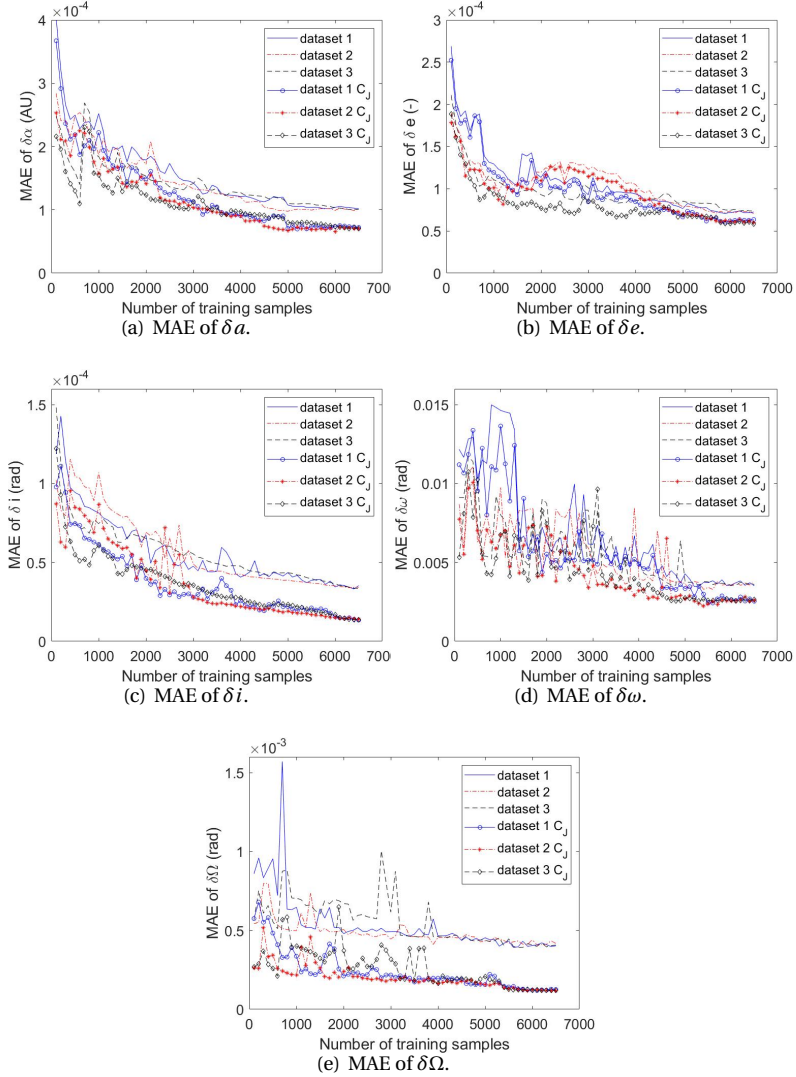 ×10⁻⁴
4
3
2
1
0
MAE of δα (AU)
dataset 1
dataset 2
dataset 3
dataset 1 C_J
dataset 2 C_J
dataset 3 C_J
0 1000 2000 3000 4000 5000 6000 700
Number of training samples
(a) MAE of δa.
×10⁻⁴
3
2.5
2
1.5
1
0.5
0
MAE of δ e (-)
dataset 1
dataset 2
dataset 3
dataset 1 C_J
dataset 2 C_J
dataset 3 C_J
0 1000 2000 3000 4000 5000 6000 7000
Number of training samples
(b) MAE of δe.
×10⁻⁴
1.5
1
0.5
0
MAE of δ i (rad)
dataset 1
dataset 2
dataset 3
dataset 1 C_J
dataset 2 C_J
dataset 3 C_J
0 1000 2000 3000 4000 5000 6000 700
Number of training samples
(c) MAE of δi.
0.015
0.01
0.005
0
MAE of δω (rad)
dataset 1
dataset 2
dataset 3
dataset 1 C_J
dataset 2 C_J
dataset 3 C_J
0 1000 2000 3000 4000 5000 6000 7000
Number of training samples
(d) MAE of δω.
×10⁻³
1.5
1
0.5
0
MAE of δΩ (rad)
dataset 1
dataset 2
dataset 3
dataset 1 C_J
dataset 2 C_J
dataset 3 C_J
0 1000 2000 3000 4000 5000 6000 7000
Number of training samples
(e) MAE of δΩ.